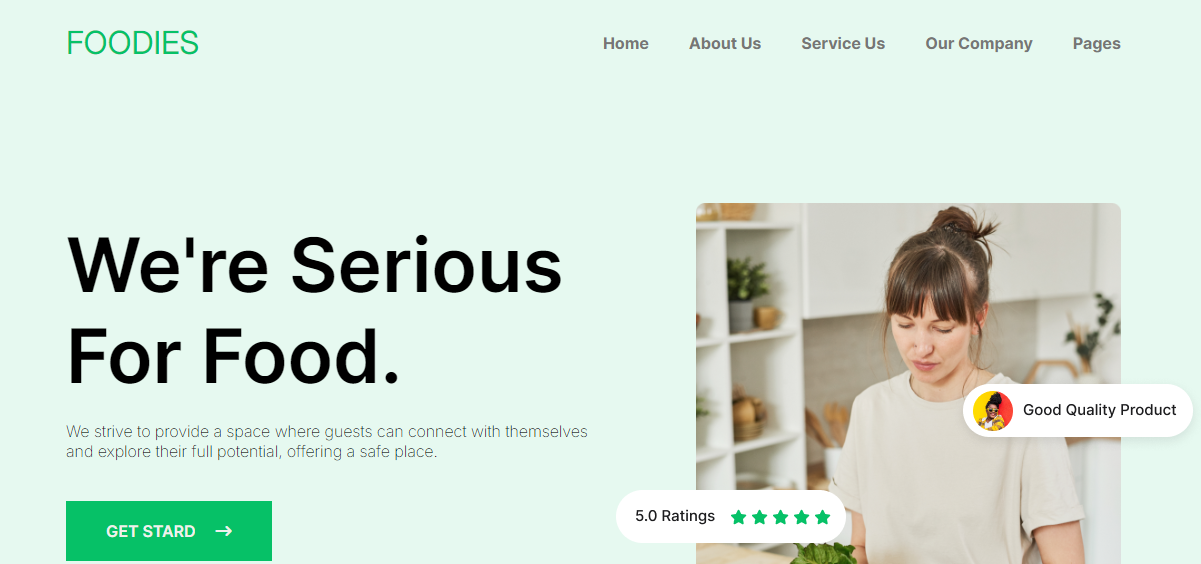 FOODIES
Home
About Us
Service Us
Our Company
Pages
We're Serious
For Food.
We strive to provide a space where guests can connect with themselves
and explore their full potential, offering a safe place.
GET STARD
Good Quality Product
5.0 Ratings